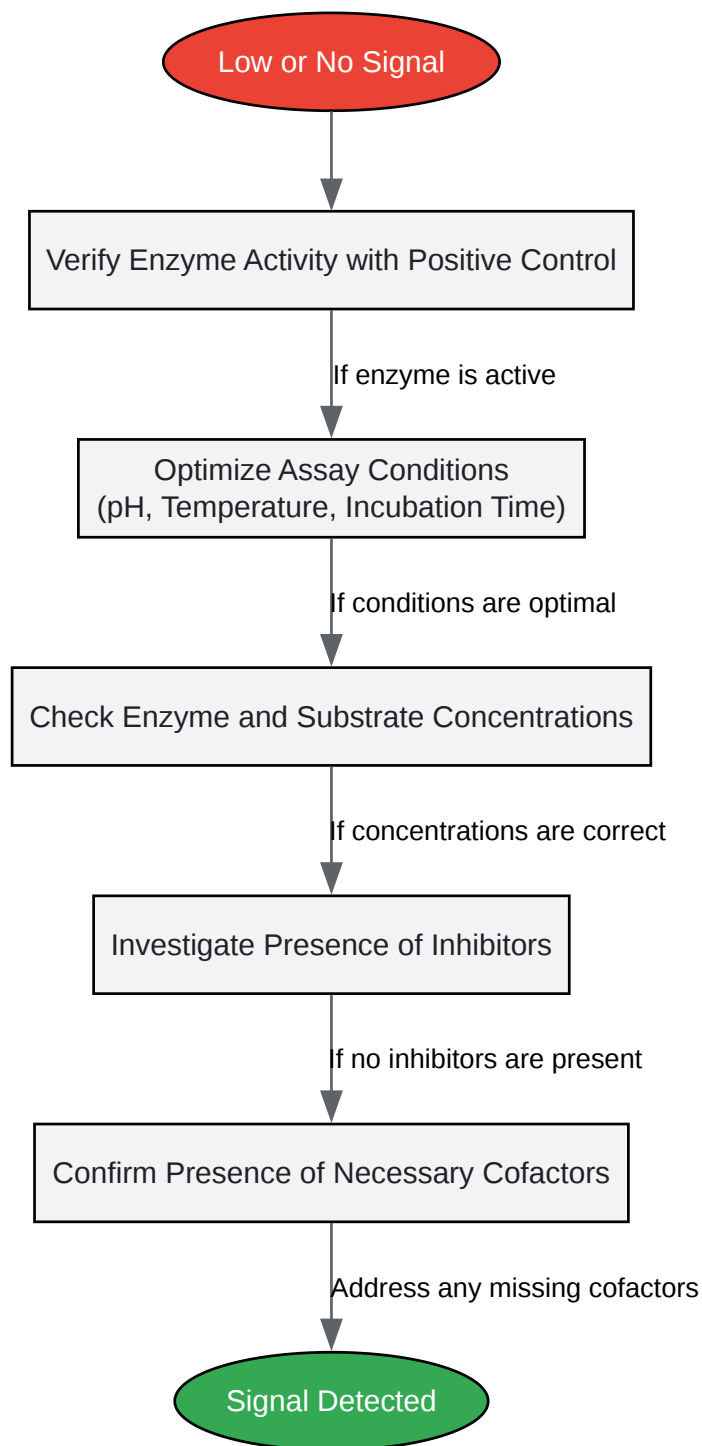 Low or No Signal
Verify Enzyme Activity with Positive Control
If enzyme is active
Optimize Assay Conditions
(pH, Temperature, Incubation Time)
If conditions are optimal
Check Enzyme and Substrate Concentrations
If concentrations are correct
Investigate Presence of Inhibitors
If no inhibitors are present
Confirm Presence of Necessary Cofactors
Address any missing cofactors
Signal Detected